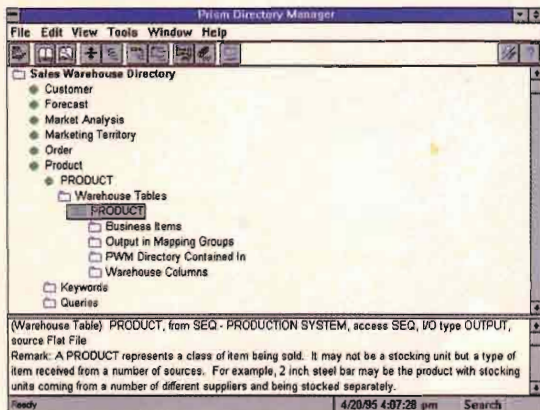 Prism Directory Manager
File Edit View Tools Window Help
Sales Warehouse Directory
Customer
Forecast
Market Analysis
Marketing Territory
Order
Product
PRODUCT
Warehouse Tables
PRODUCT
Business Items
Output in Mapping Groups
PWM Directory Contained In
Warehouse Columns
Keywords
Queries
(Warehouse Table) PRODUCT, from SEQ - PRODUCTION SYSTEM, access SEQ, I/O type OUTPUT,
source Flat File
Remark: A PRODUCT represents a class of item being sold. It may not be a stocking unit but a type of
item received from a number of sources. For example, 2 inch steel bar may be the product with stocking
units coming from a number of different suppliers and being stocked separately.
Ready 4/20/95 4:07:28 pm Search